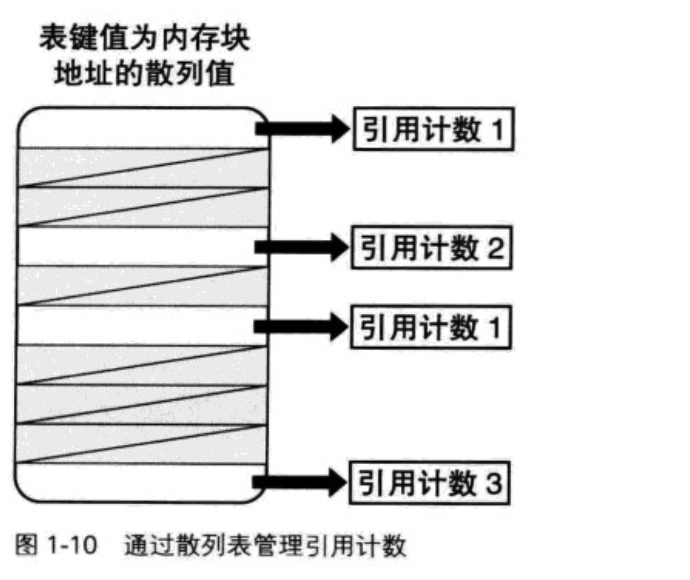 表键值为内存块
地址的散列值
引用计数 1
引用计数 2
引用计数 1
引用计数 3
图 1-10 通过散列表管理引用计数